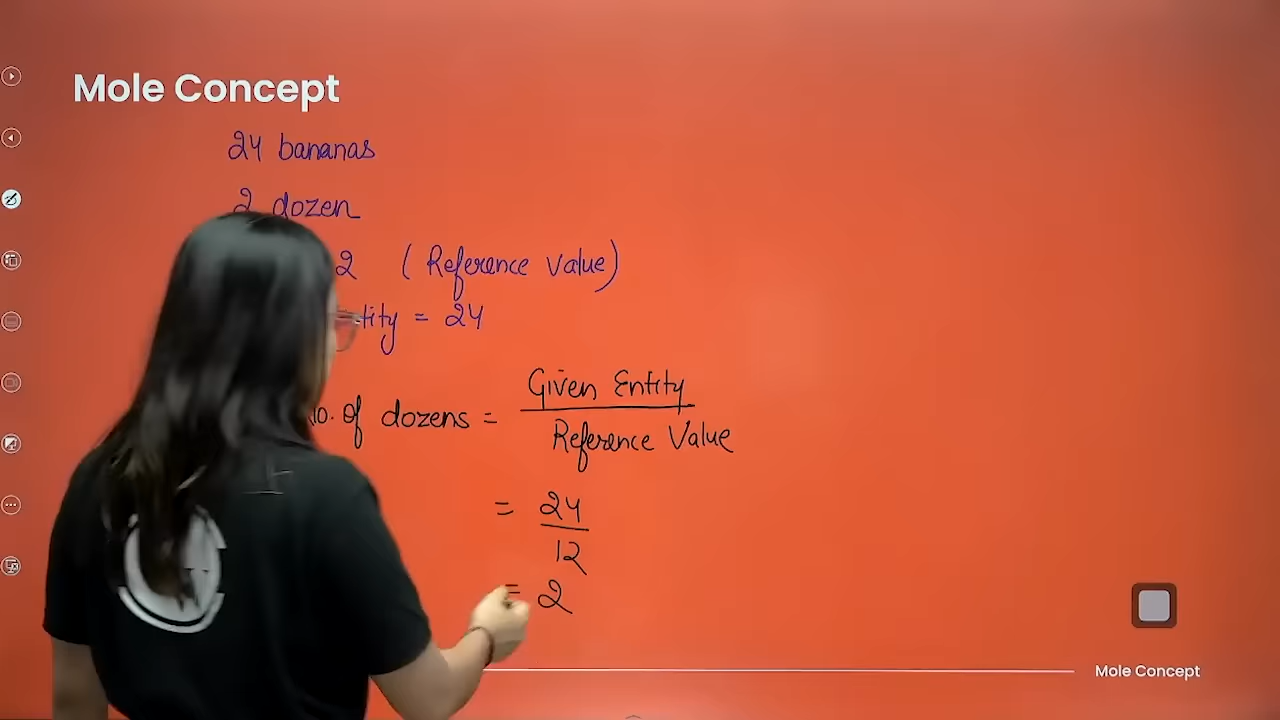 Mole Concept
24 bananas
2 dozen
2 (Reference value)
tity = 24
Given Entity
no. of dozens = ―
Reference Value
= 24
12
= 2
Mole Concept